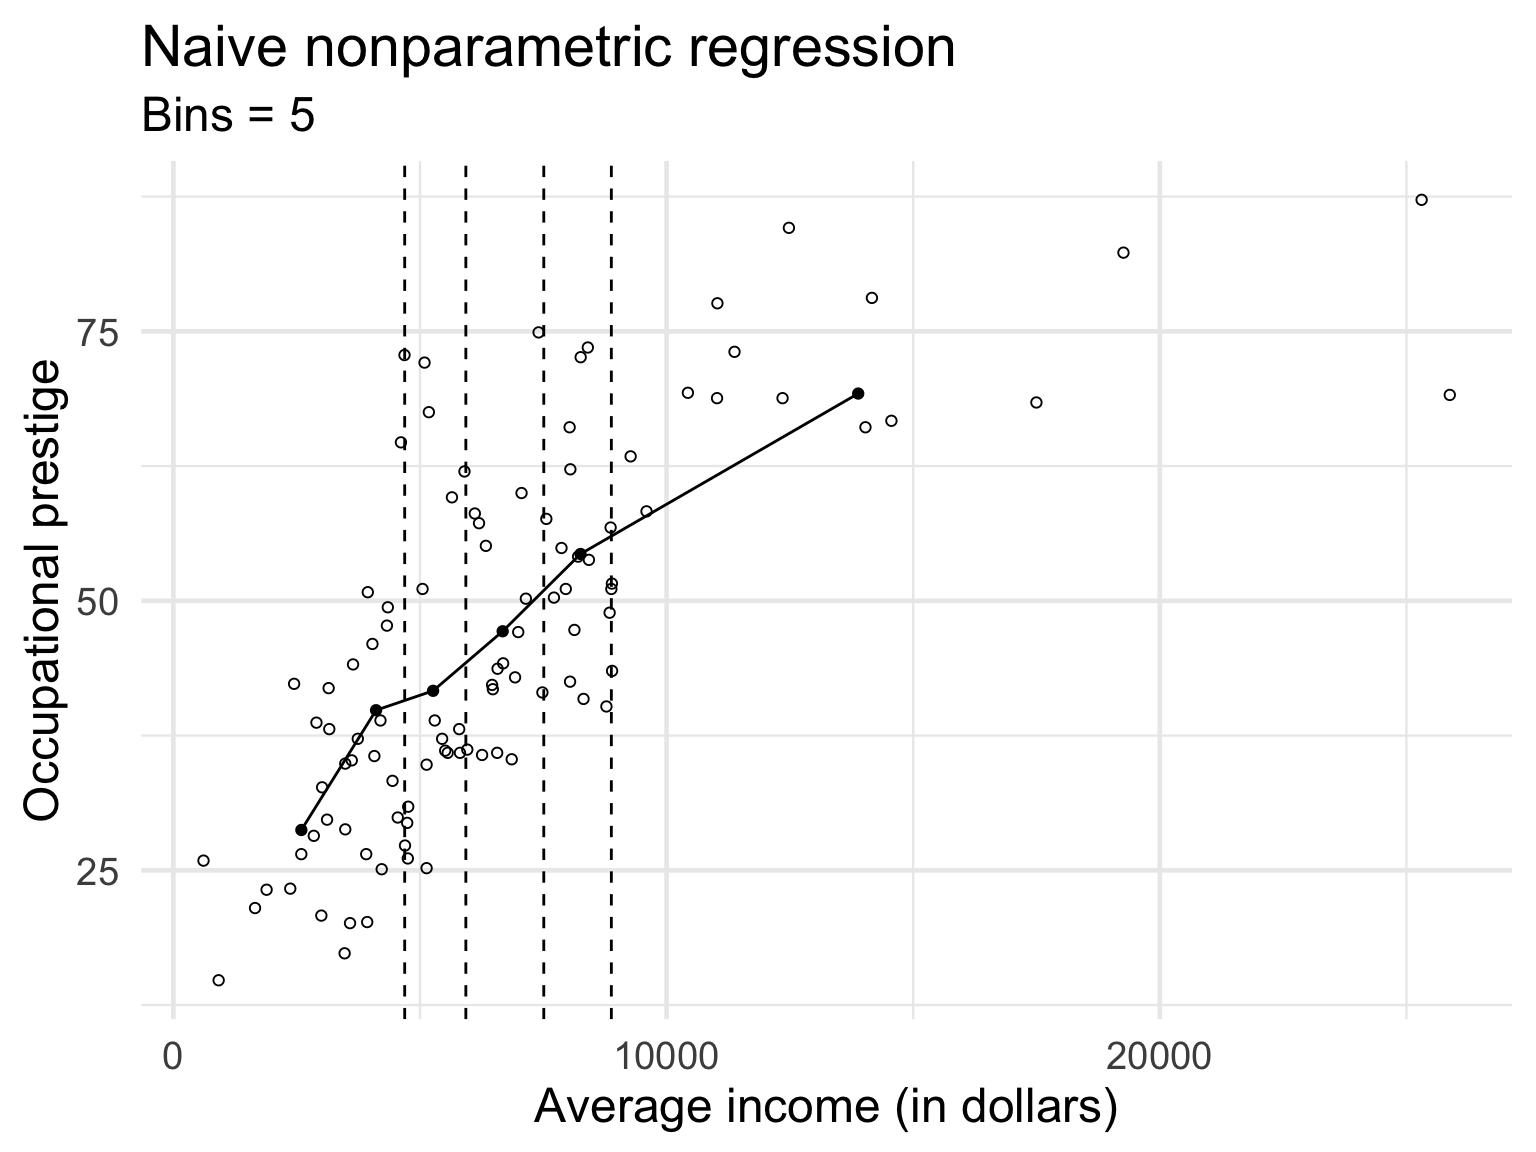 Naive nonparametric regression
Bins = 5
Occupational prestige
75
50
25
0
10000
20000
Average income (in dollars)